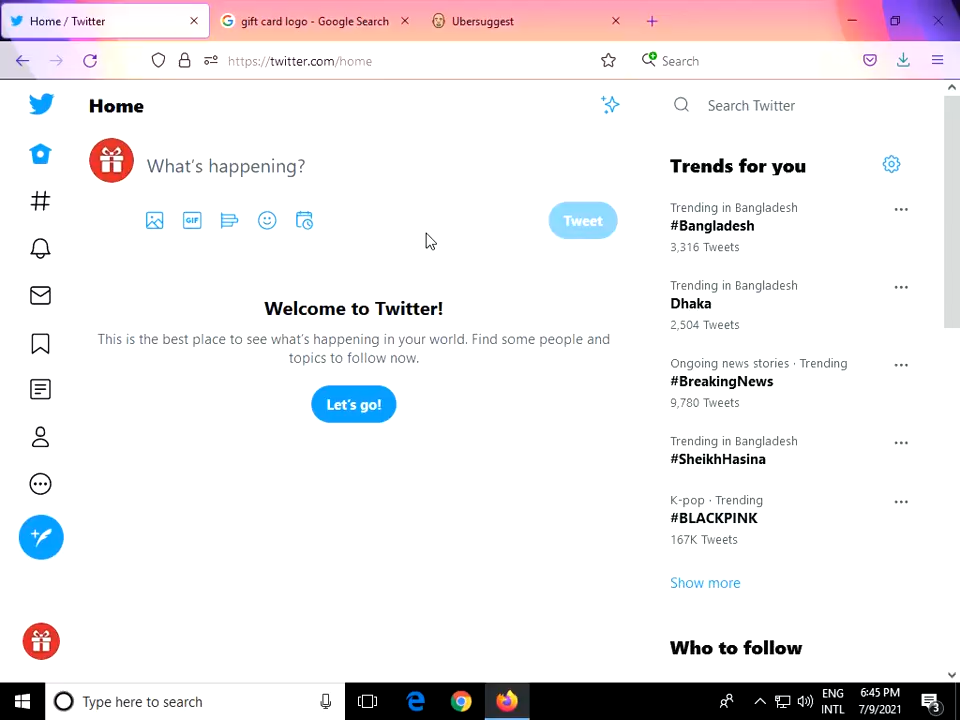 Home / Twitter
gift card logo - Google Search
Ubersuggest
https://twitter.com/home
Search
Home
Search Twitter
What's happening?
GIF
Tweet
Trends for you
Trending in Bangladesh
#Bangladesh
3,316 Tweets
Trending in Bangladesh
Dhaka
2,504 Tweets
Ongoing news stories · Trending
#BreakingNews
9,780 Tweets
Trending in Bangladesh
#SheikhHasina
K-pop · Trending
#BLACKPINK
167K Tweets
Show more
Who to follow
Welcome to Twitter!
This is the best place to see what's happening in your world. Find some people and
topics to follow now.
Let's go!
Type here to search
ENG
INTL
6:45 PM
7/9/2021
3